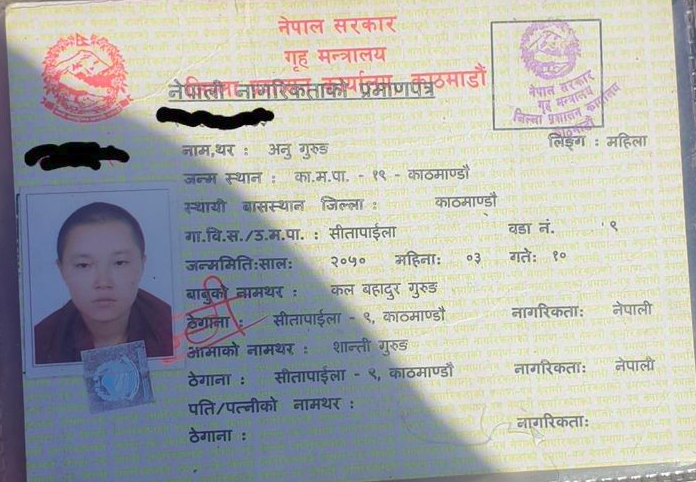 नेपाल सरकार
गृह मन्त्रालय
जिल्ला प्रशासन कार्यालय, काठमाडौं
नेपाली नागरिकताको प्रमाणपत्र
नेपाल सरकार
गृह मन्त्रालय
जिल्ला प्रशासन कार्यालय
काठमाडौं
नाम,थर : अनु गुरुङ लिङ्ग : महिला
जन्म स्थान : का.म.पा. - १९ - काठमाण्डौ
स्थायी बासस्थान जिल्ला : काठमाण्डौ
गा.वि.स./उ.म.पा. : सीतापाईला वडा नं. ९
जन्ममिति:साल: २०५० महिना: ०३ गते: १०
बाबुको नामथर : कल बहादुर गुरुङ
ठेगाना : सीतापाईला - ९, काठमाण्डौ नागरिकता: नेपाली
आमाको नामथर : शान्ती गुरुङ
ठेगाना : सीतापाईला - ९, काठमाण्डौ नागरिकता: नेपाली
पति/पत्नीको नामथर :
ठेगाना : नागरिकता: